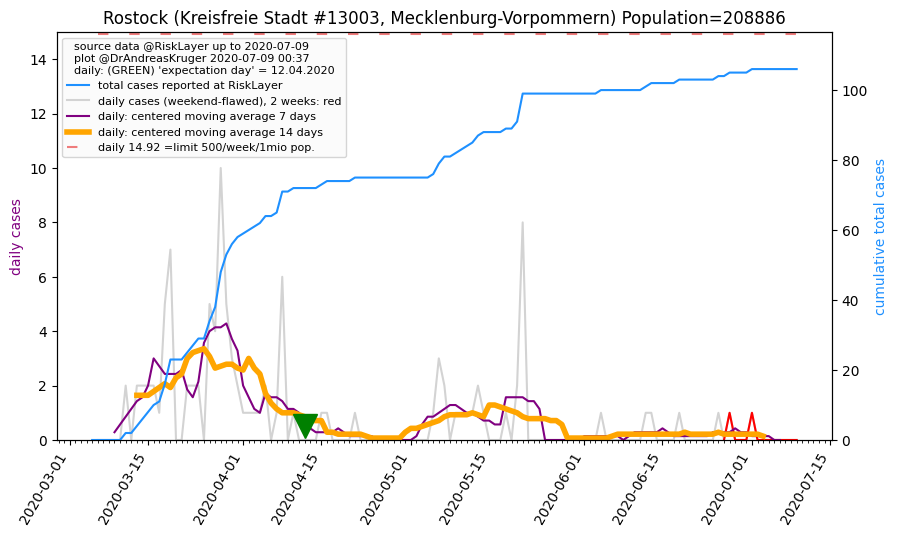 Rostock (Kreisfreie Stadt #13003, Mecklenburg-Vorpommern) Population=208886
source data @RiskLayer up to 2020-07-09
plot @DrAndreasKruger 2020-07-09 00:37
daily: (GREEN) 'expectation day' = 12.04.2020
total cases reported at RiskLayer
daily cases (weekend-flawed), 2 weeks: red
daily: centered moving average 7 days
daily: centered moving average 14 days
daily 14.92 =limit 500/week/1mio pop.
daily cases
14
12
10
8
6
4
2
0
100
80
60
40
20
0
cumulative total cases
2020-03-01
2020-03-15
2020-04-01
2020-04-15
2020-05-01
2020-05-15
2020-06-01
2020-06-15
2020-07-01
2020-07-15